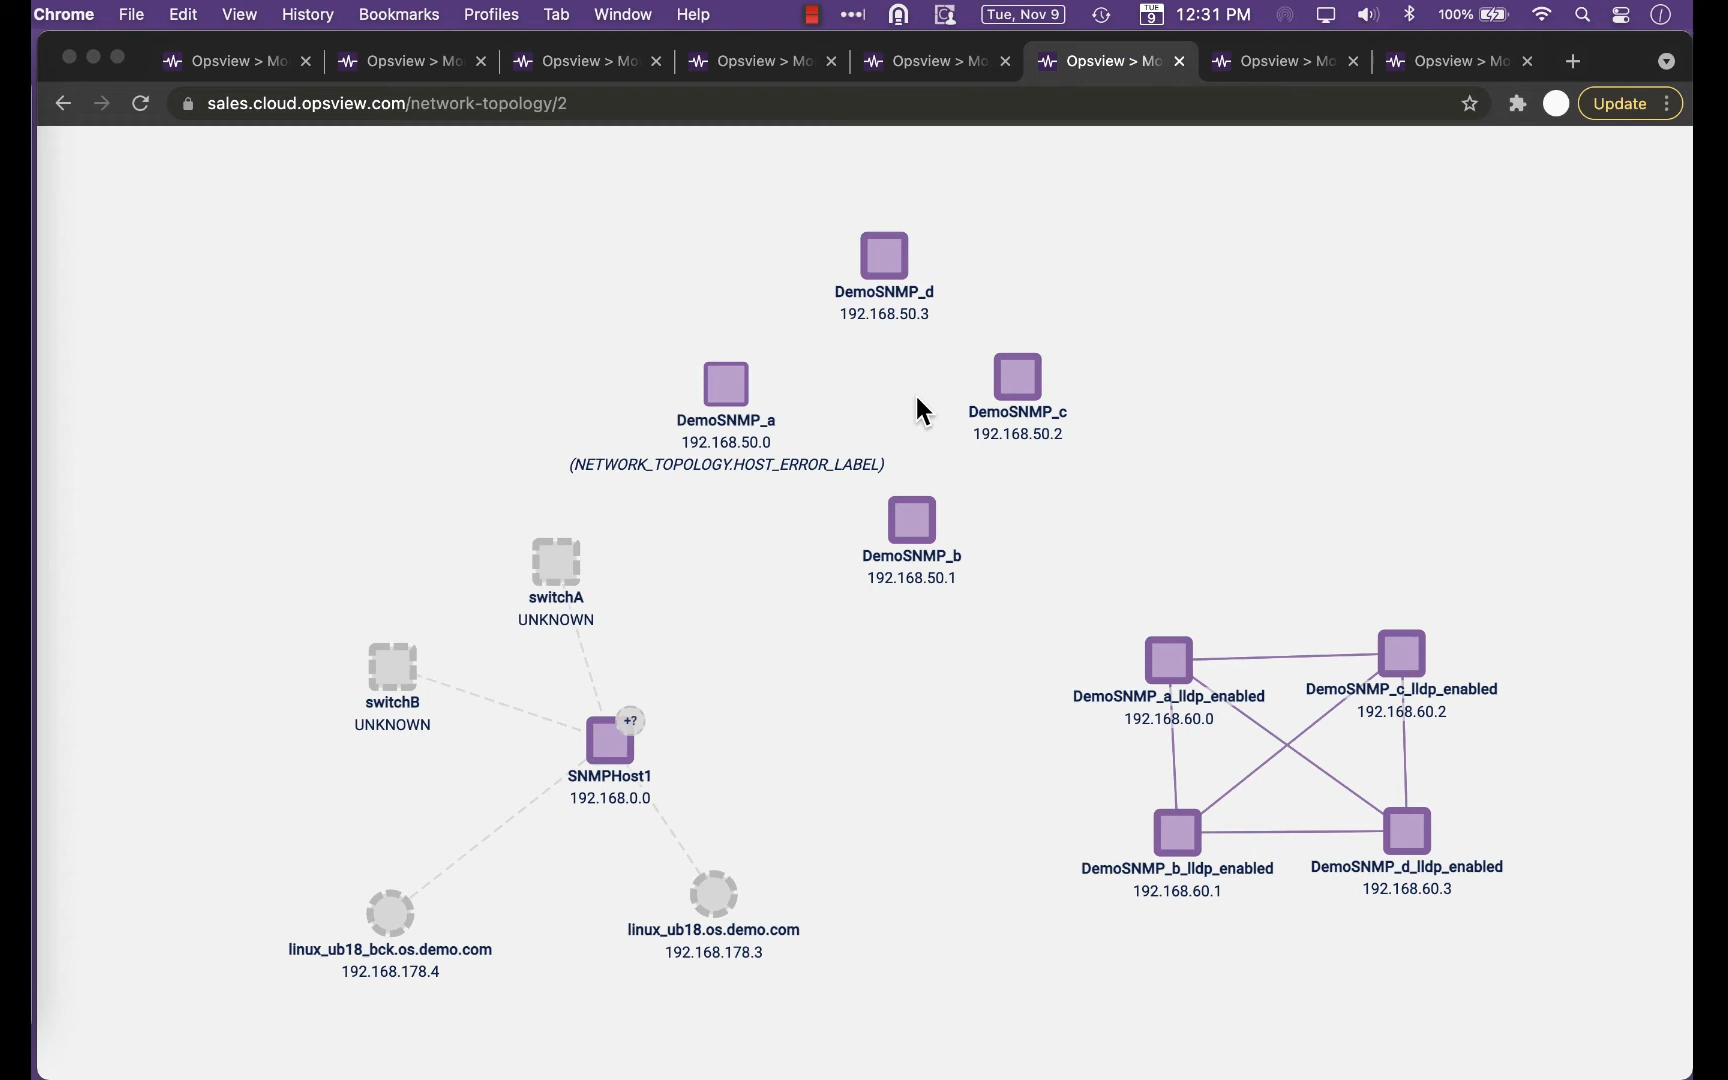 Chrome File Edit View History Bookmarks Profiles Tab Window Help Tue, Nov 9 TUE 9 12:31 PM 100%
Opsview > Mo Opsview > Mo Opsview > Mo Opsview > Mo Opsview > Mo Opsview > Mo Opsview > Mo Opsview > Mo
sales.cloud.opsview.com/network-topology/2 Update
DemoSNMP_d
192.168.50.3
DemoSNMP_a
192.168.50.0
(NETWORK_TOPOLOGY.HOST_ERROR_LABEL)
DemoSNMP_c
192.168.50.2
DemoSNMP_b
192.168.50.1
switchA
UNKNOWN
switchB
UNKNOWN
+?
SNMPHost1
192.168.0.0
linux_ub18_bck.os.demo.com
192.168.178.4
linux_ub18.os.demo.com
192.168.178.3
DemoSNMP_a_lldp_enabled
192.168.60.0
DemoSNMP_c_lldp_enabled
192.168.60.2
DemoSNMP_b_lldp_enabled
192.168.60.1
DemoSNMP_d_lldp_enabled
192.168.60.3